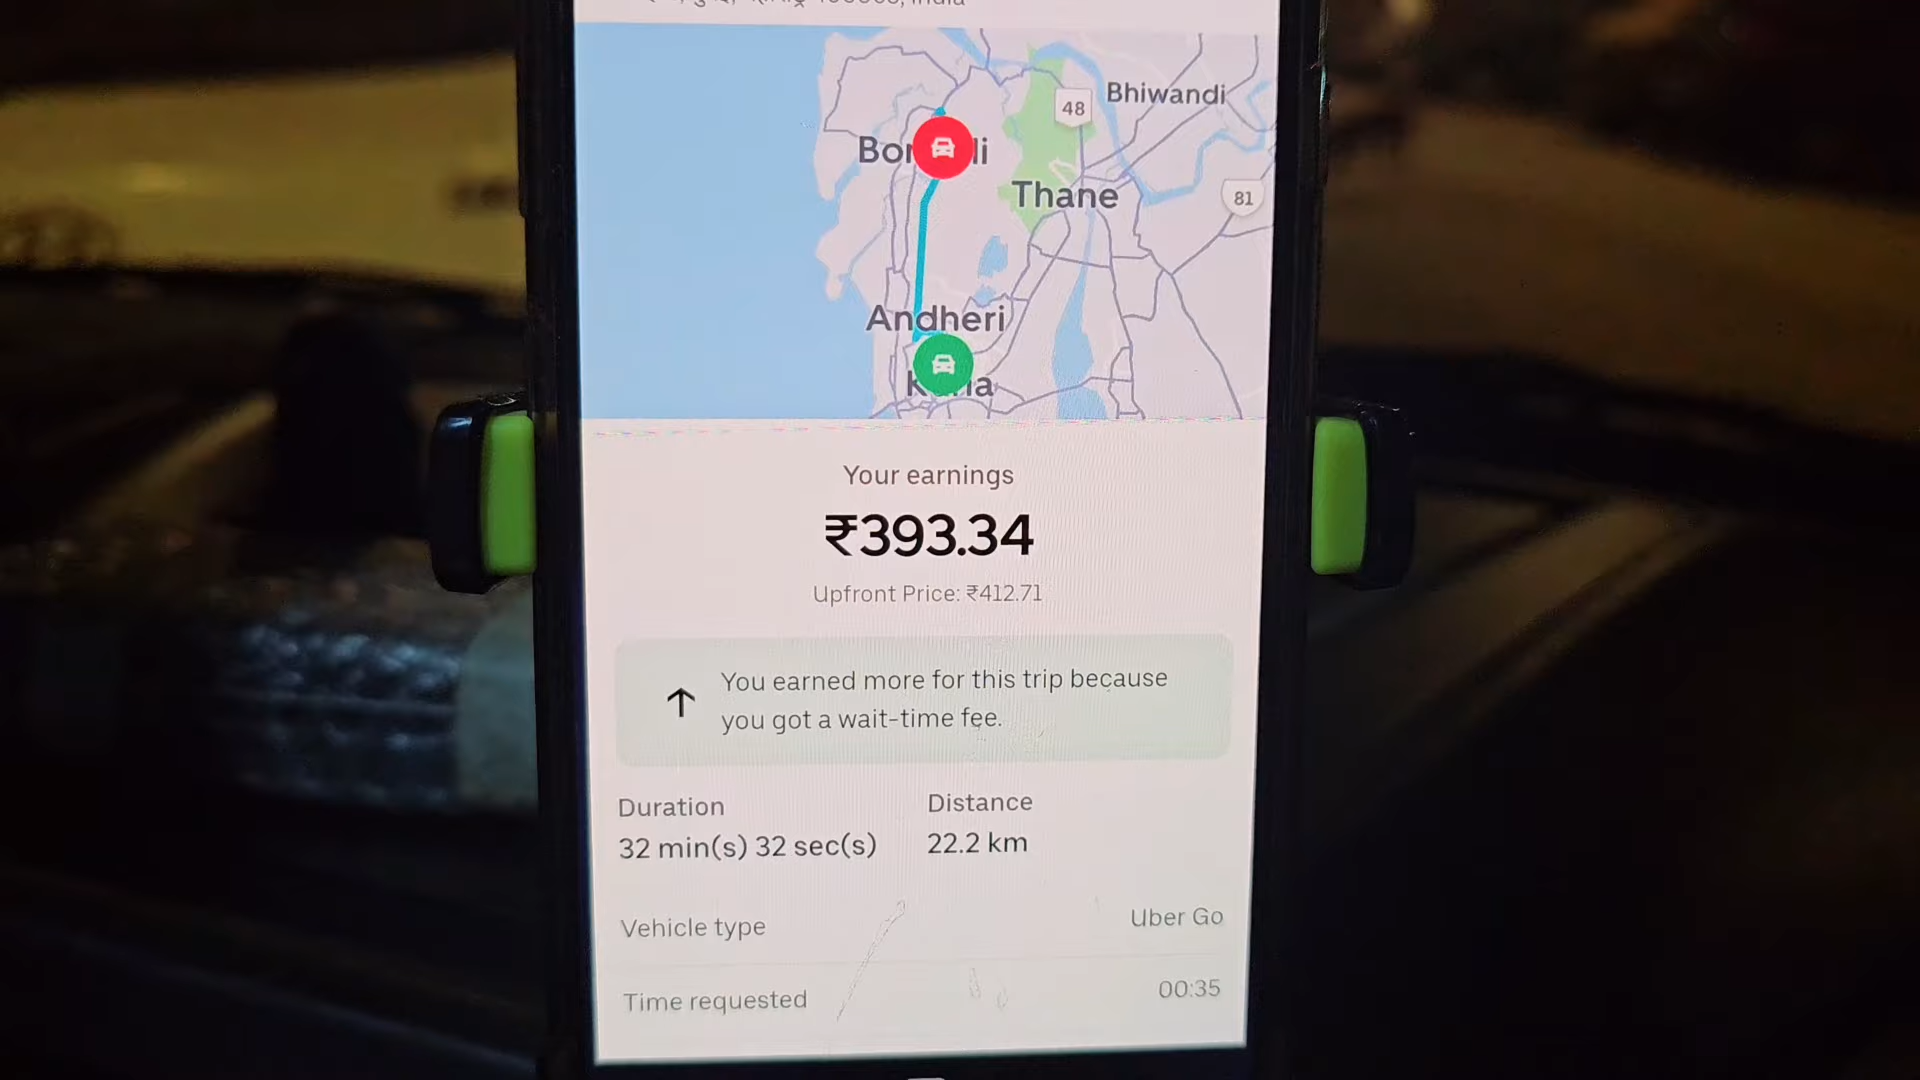 India
Bhiwandi
48
Thane
81
Andheri
Your earnings
₹393.34
Upfront Price: ₹412.71
You earned more for this trip because
you got a wait-time fee.
Duration
Distance
32 min(s) 32 sec(s)
22.2 km
Vehicle type
Uber Go
Time requested
00:35